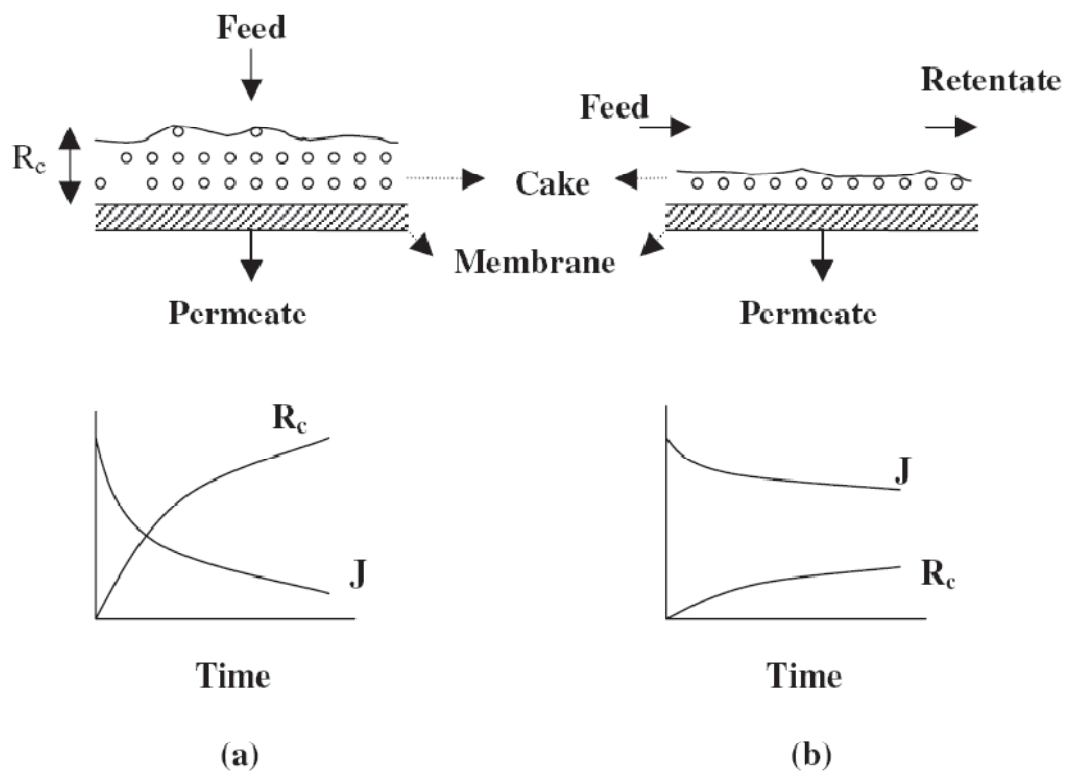 Feed
Retentate
Feed
Rc
Cake
Membrane
Permeate
Permeate
Rc
J
J
Rc
Time
Time
(a)
(b)